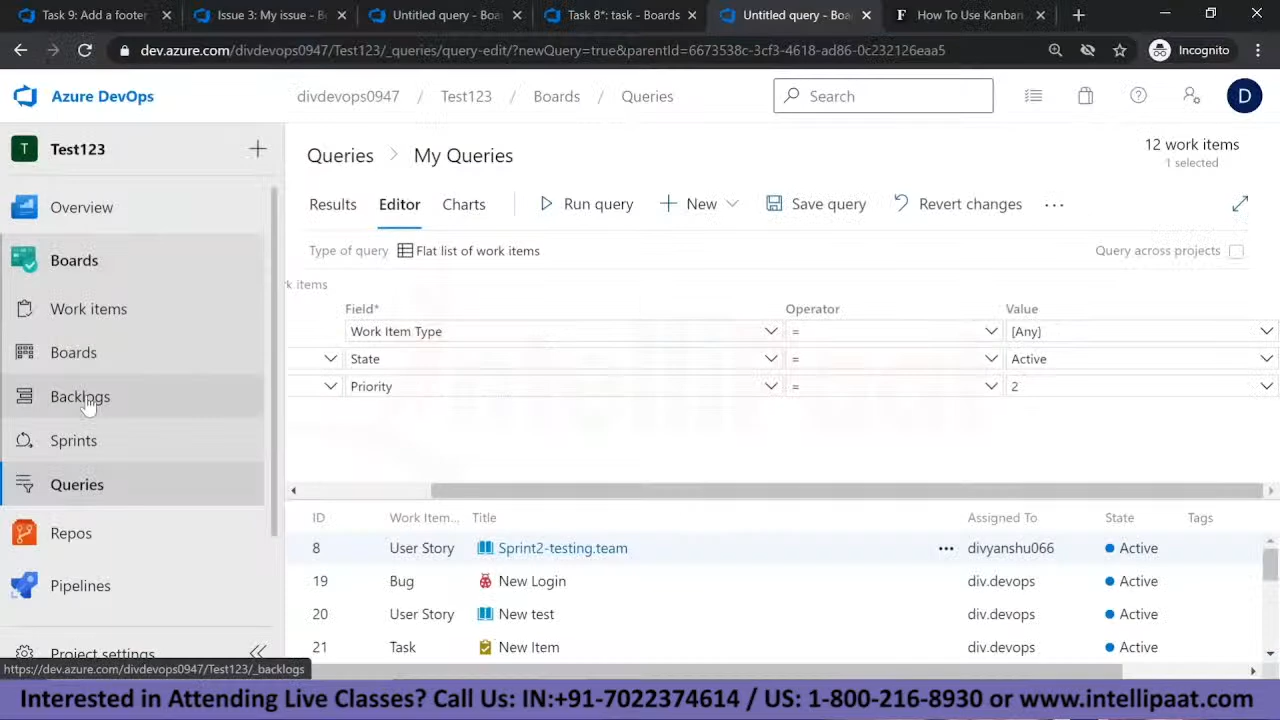 Task 9: Add a footer
Issue 3: My issue - B
Untitled query - Boa
Task 8*: task - Boards
Untitled query - Boa
How To Use Kanban
dev.azure.com/divdevops0947/Test123/_queries/query-edit/?newQuery=true&parentId=6673538c-3cf3-4618-ad86-0c232126eaa5
Incognito
Azure DevOps
divdevops0947 / Test123 / Boards / Queries
Search
D
T Test123
Queries > My Queries
12 work items
1 selected
Overview
Results Editor Charts Run query New Save query Revert changes ...
Type of query Flat list of work items
Query across projects
Boards
k items
Work items
Field* Operator Value
Work Item Type = [Any]
Boards
State = Active
Priority = 2
Backlogs
Sprints
Queries
Repos
Pipelines
Project settings
ID Work Item... Title Assigned To State Tags
8 User Story Sprint2-testing.team ... divyanshu066 Active
19 Bug New Login div.devops Active
20 User Story New test div.devops Active
21 Task New Item div.devops Active
https://dev.azure.com/divdevops0947/Test123/_backlogs
Interested in Attending Live Classes? Call Us: IN:+91-7022374614 / US: 1-800-216-8930 or www.intellipaat.com